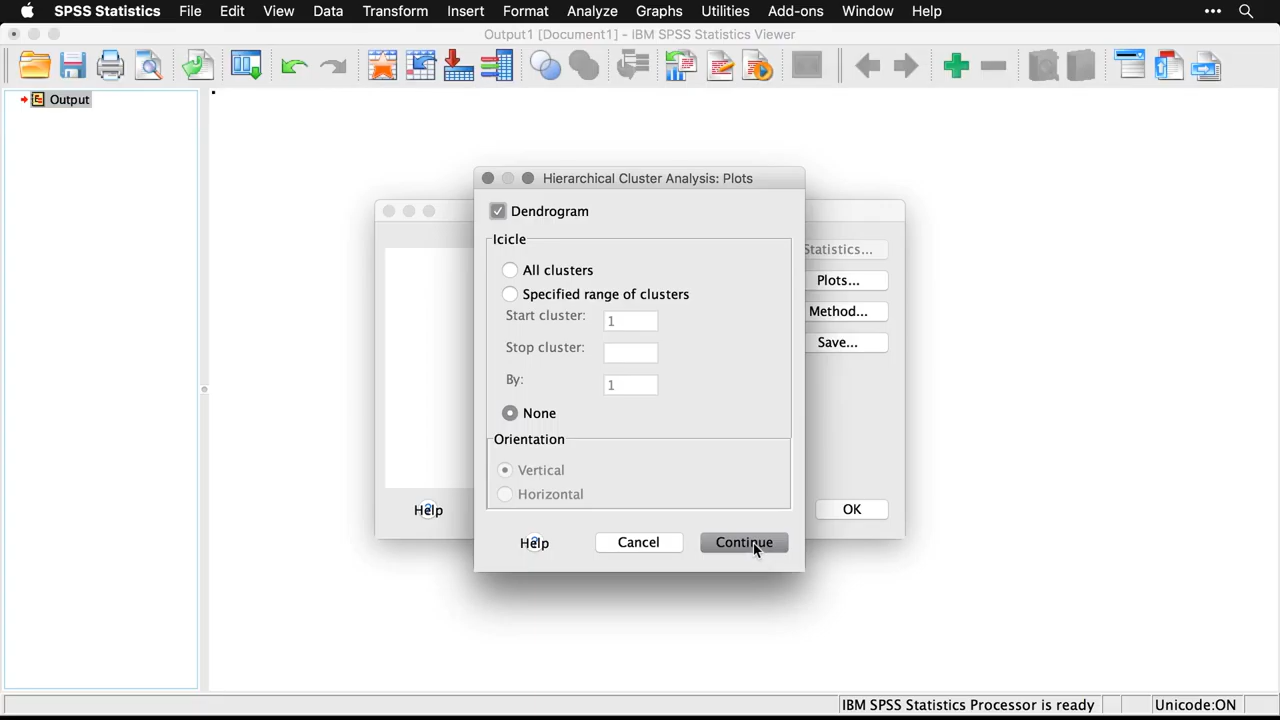 SPSS Statistics File Edit View Data Transform Insert Format Analyze Graphs Utilities Add-ons Window Help
Output1 [Document1] - IBM SPSS Statistics Viewer
Output
Hierarchical Cluster Analysis: Plots
Dendrogram
Icicle
All clusters
Specified range of clusters
Start cluster: 1
Stop cluster:
By: 1
None
Orientation
Vertical
Horizontal
Help Cancel Continue
Statistics...
Plots...
Method...
Save...
Help OK
IBM SPSS Statistics Processor is ready Unicode:ON